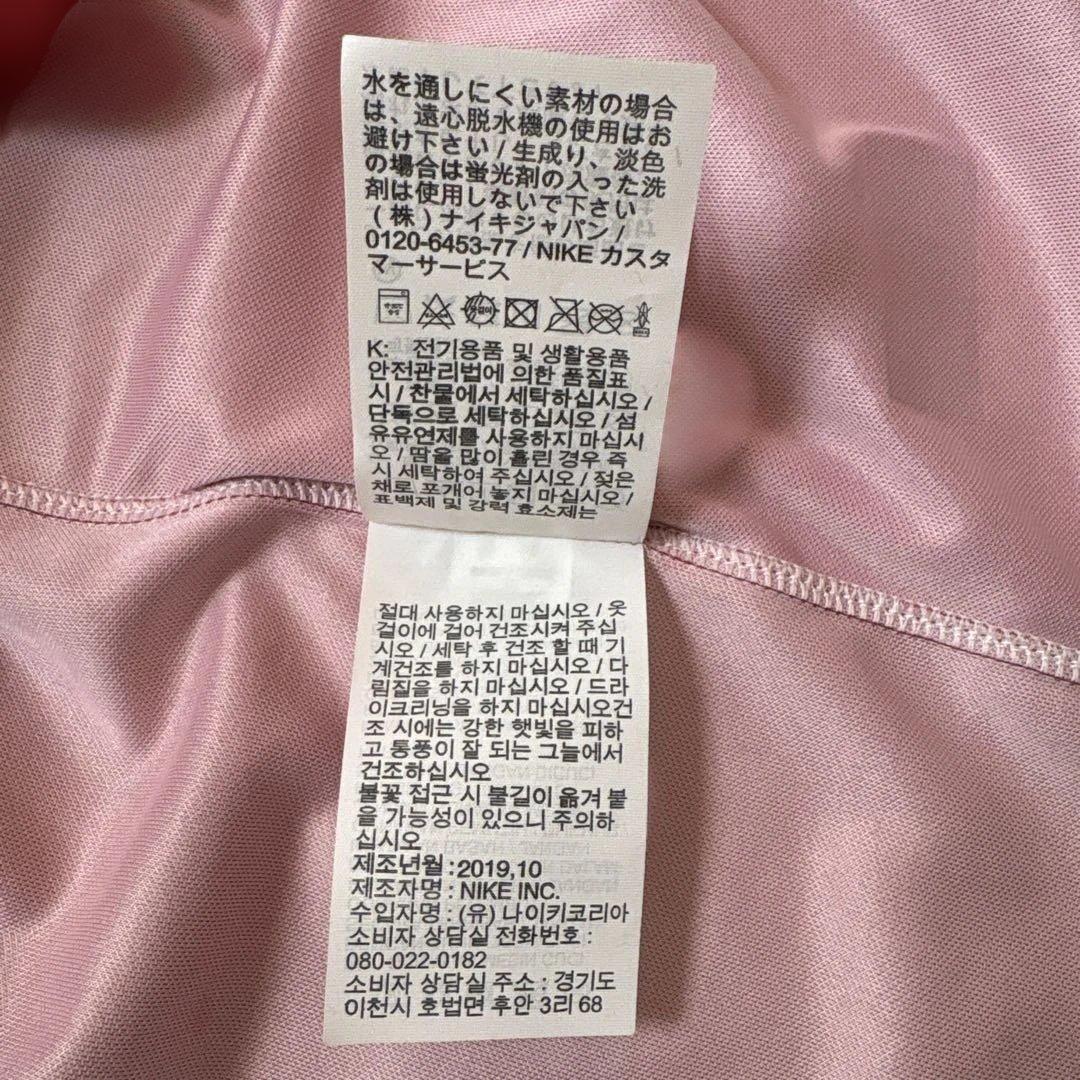 水を通しにくい素材の場合
は、遠心脱水機の使用はお
避け下さい / 生成り、淡色
の場合は蛍光剤の入った洗
剤は使用しないで下さい
(株) ナイキジャパン /
0120-6453-77 / NIKE カスタ
マーサービス
K: 전기용품 및 생활용품
안전관리법에 의한 품질표
시 / 찬물에서 세탁하십시오 /
단독으로 세탁하십시오 / 섬
유유연제를 사용하지 마십시
오 / 땀을 많이 흘린 경우 즉
시 세탁하여 주십시오 / 젖은
채로 포개어 놓지 마십시오 /
표백제 및 강력 효소제는
절대 사용하지 마십시오 / 옷
걸이에 걸어 건조시켜 주십
시오 / 세탁 후 건조 할 때 기
계건조를 하지 마십시오 / 다
림질을 하지 마십시오 / 드라
이크리닝을 하지 마십시오건
조 시에는 강한 햇빛을 피하
고 통풍이 잘 되는 그늘에서
건조하십시오
불꽃 접근 시 불길이 옮겨 붙
을 가능성이 있으니 주의하
십시오
제조년월 : 2019,10
제조자명 : NIKE INC.
수입자명 : (유) 나이키코리아
소비자 상담실 전화번호 :
080-022-0182
소비자 상담실 주소 : 경기도
이천시 호법면 후안 3리 68